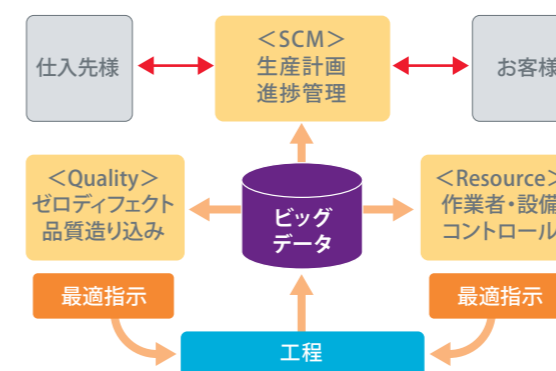 仕入先様
＜SCM＞
生産計画
進捗管理
お客様
＜Quality＞
ゼロディフェクト
品質造り込み
ビッグ
データ
＜Resource＞
作業者・設備
コントロール
最適指示
最適指示
工程